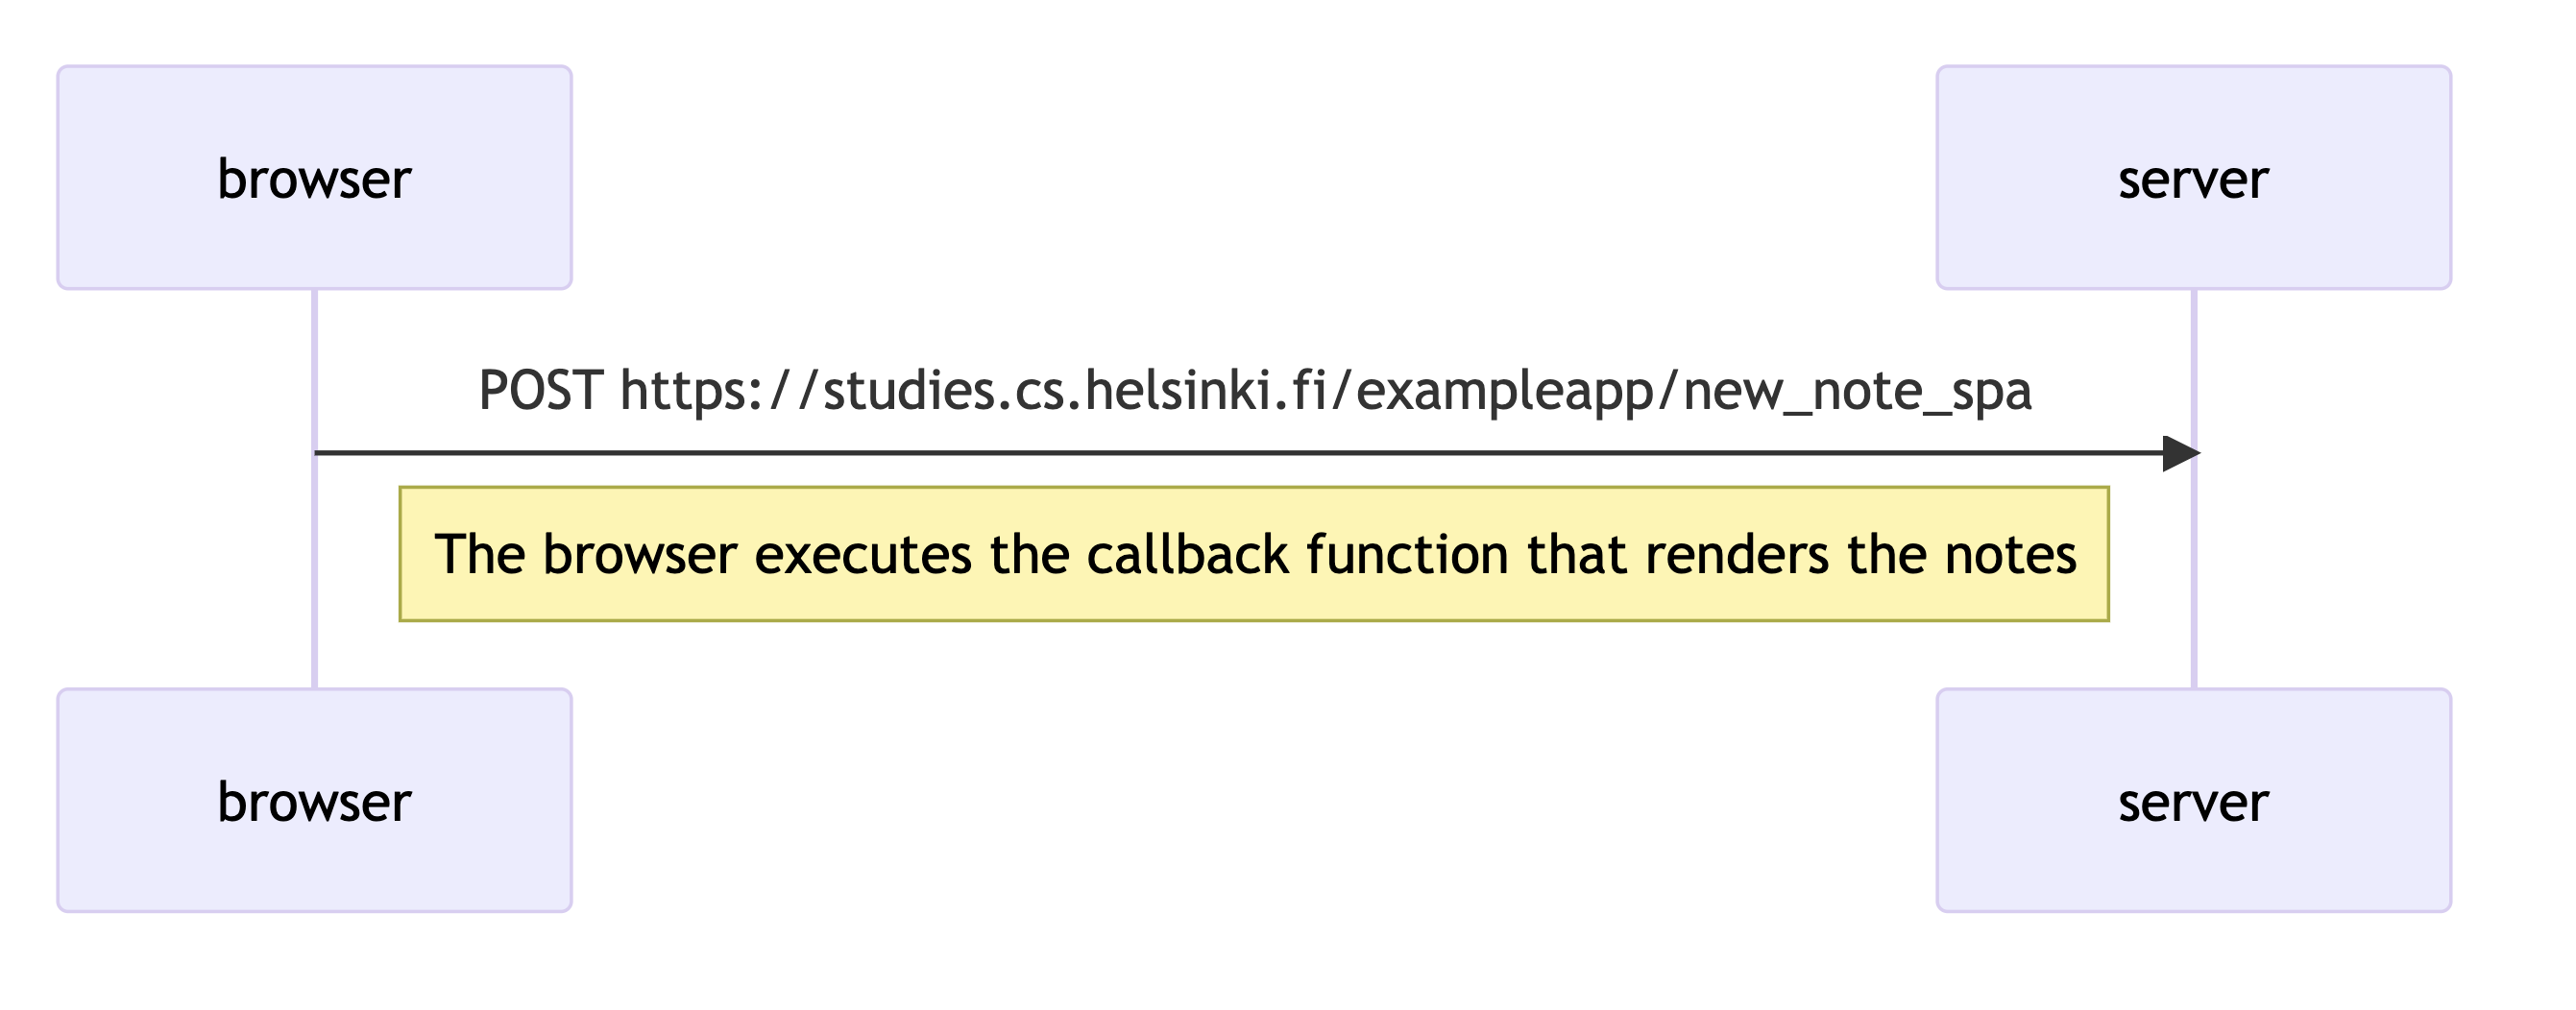 browser
server
POST https://studies.cs.helsinki.fi/exampleapp/new_note_spa
The browser executes the callback function that renders the notes
browser
server